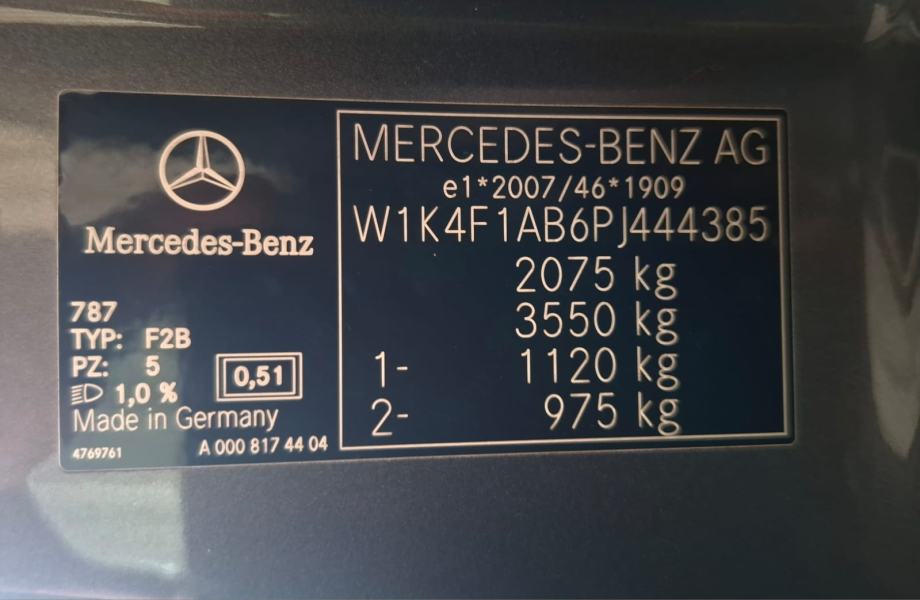 Mercedes-Benz
787
TYP: F2B
PZ: 5
1,0 %
0,51
Made in Germany
4769761
A 000 817 44 04
MERCEDES-BENZ AG
e1*2007/46*1909
W1K4F1AB6PJ444385
2075 kg
3550 kg
1- 1120 kg
2- 975 kg